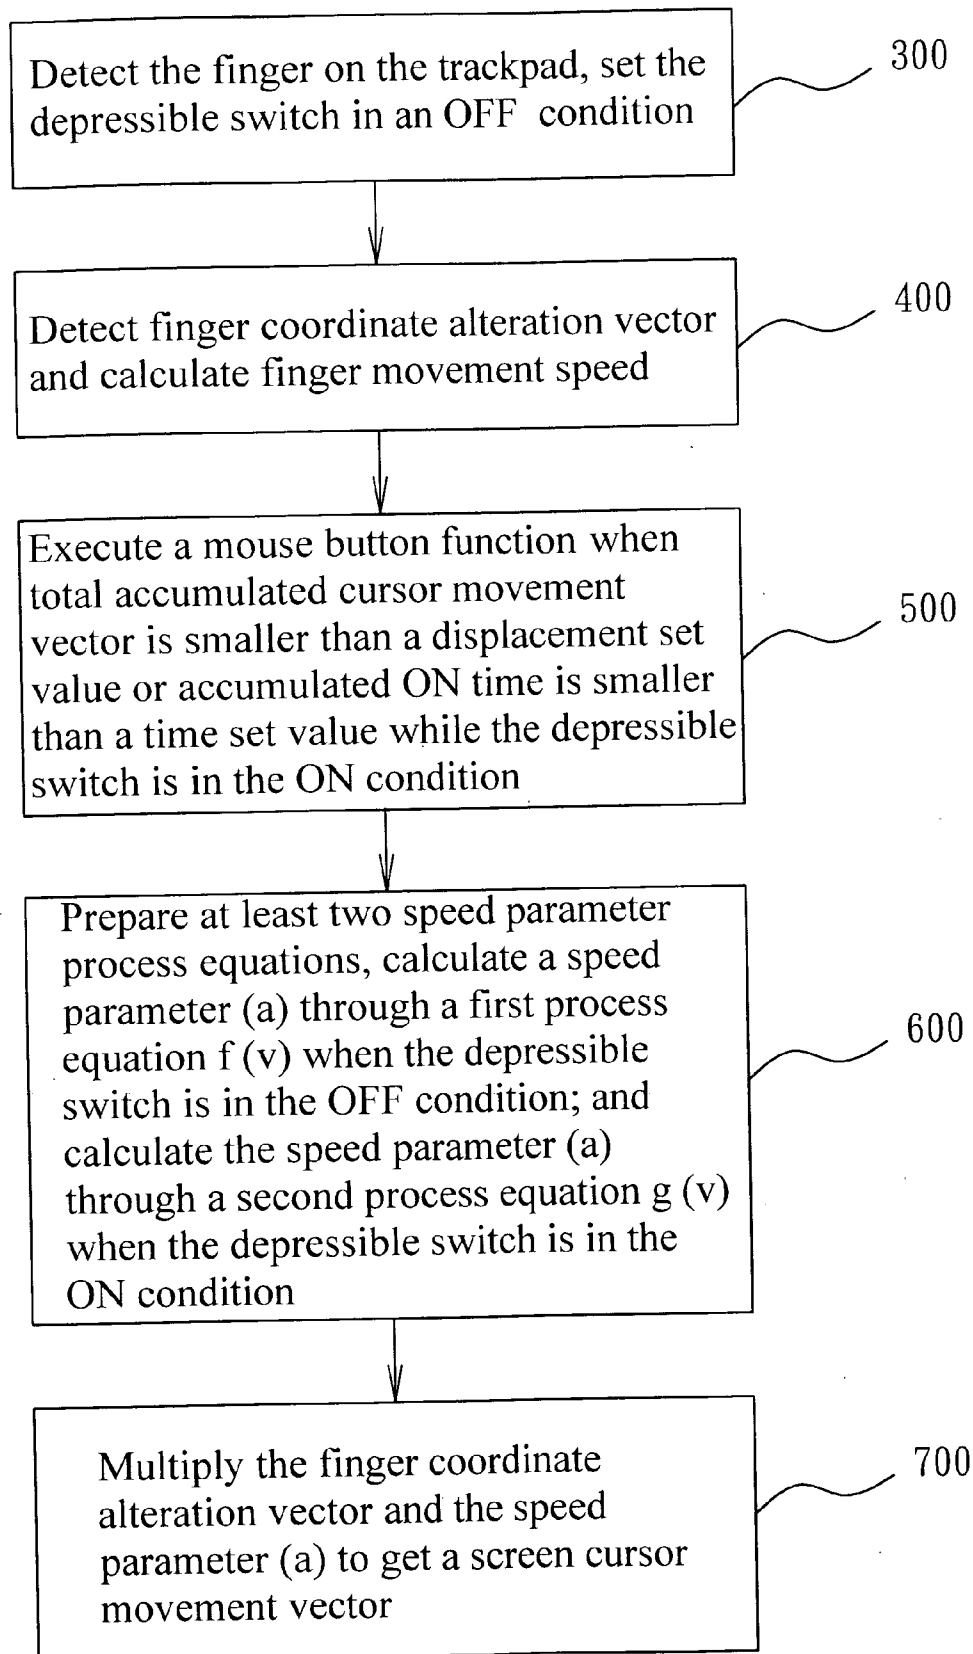 Detect the finger on the trackpad, set the
depressible switch in an OFF condition
300
Detect finger coordinate alteration vector
and calculate finger movement speed
400
Execute a mouse button function when
total accumulated cursor movement
vector is smaller than a displacement set
value or accumulated ON time is smaller
than a time set value while the depressible
switch is in the ON condition
500
Prepare at least two speed parameter
process equations, calculate a speed
parameter (a) through a first process
equation f (v) when the depressible
switch is in the OFF condition; and
calculate the speed parameter (a)
through a second process equation g (v)
when the depressible switch is in the
ON condition
600
Multiply the finger coordinate
alteration vector and the speed
parameter (a) to get a screen cursor
movement vector
700